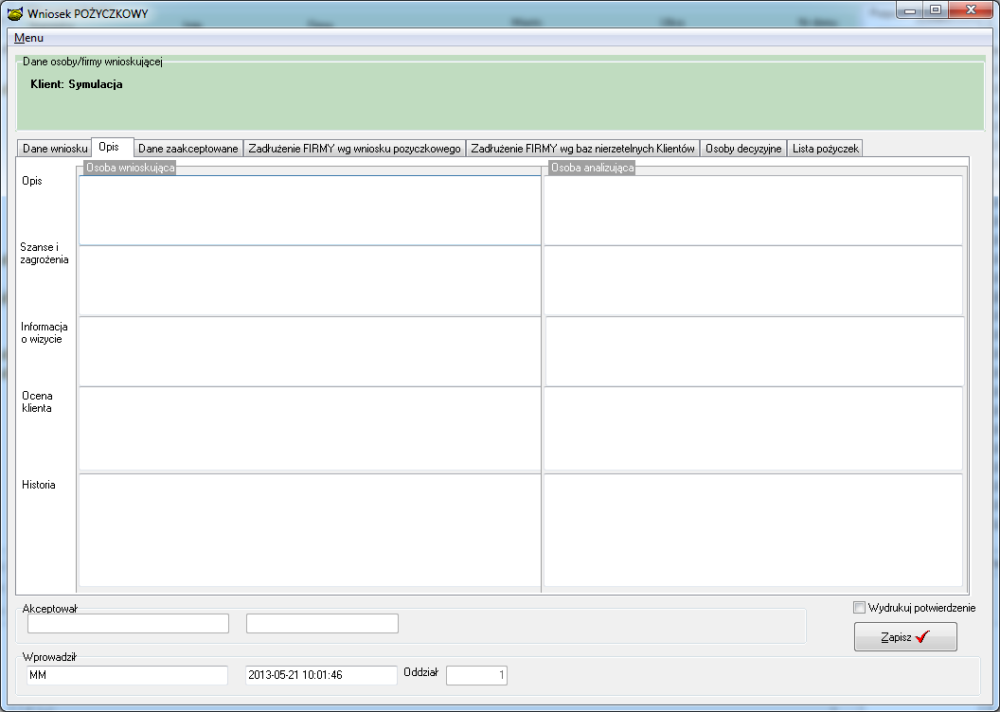 Wniosek POŻYCZKOWY
Menu
Dane osoby/firmy wnioskującej
Klient: Symulacja
Dane wniosku
Opis
Dane zaakceptowane
Zadłużenie FIRMY wg wniosku pozyczkowego
Zadłużenie FIRMY wg baz nierzetelnych Klientów
Osoby decyzyjne
Lista pożyczek
Osoba wnioskująca
Osoba analizująca
Opis
Szanse i
zagrożenia
Informacja
o wizycie
Ocena
klienta
Historia
Akceptował
Wydrukuj potwierdzenie
Zapisz
Wprowadził
MM
2013-05-21 10:01:46
Oddział
1